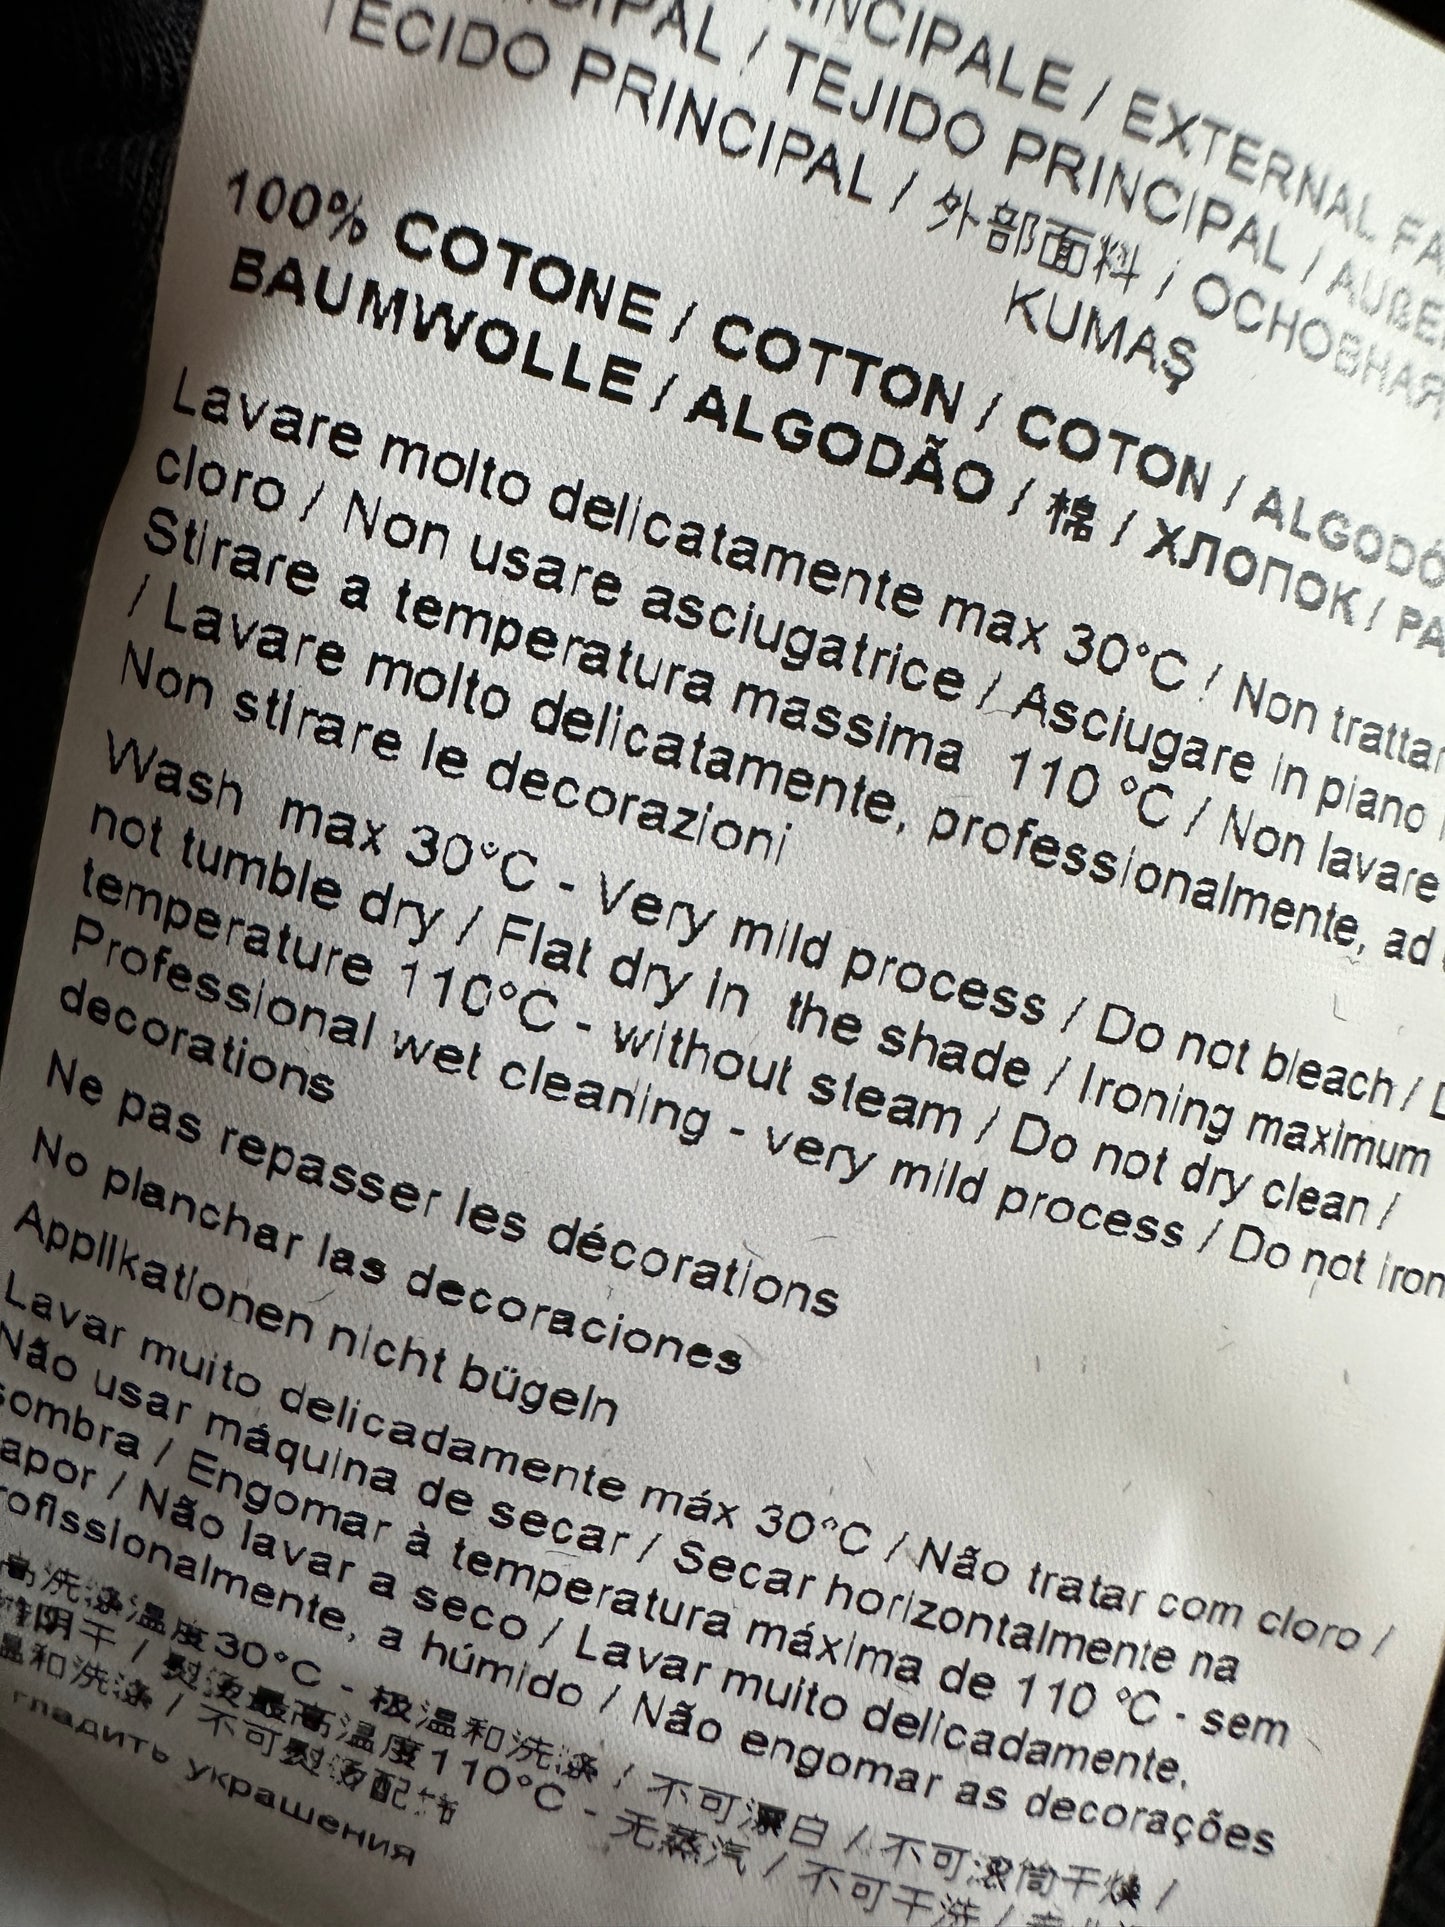 PRINCIPALE / EXTERNAL
/ TEJIDO PRINCIPAL /
TECIDO PRINCIPAL / 外部面料 / ОСНОВНАЯ
KUMAŞ
100% COTONE / COTTON / COTON /
BAUMWOLLE / ALGODÃO / 棉 / ХЛОПОК /
Lavare molto delicatamente max 30°C / Non
cloro / Non usare asciugatrice / Asciugare in piano
Stirare a temperatura massima 110 °C / Non lavare
/ Lavare molto delicatamente, professionalmente, ad
Non stirare le decorazioni
Wash max 30°C - Very mild process / Do not bleach /
not tumble dry / Flat dry in the shade / Ironing maximum
temperature 110°C - without steam / Do not dry clean /
Professional wet cleaning - very mild process / Do not iron
decorations
Ne pas repasser les décorations
No planchar las decoraciones
Applikationen nicht bügeln
Lavar muito delicadamente máx 30°C / Não tratar com cloro /
Não usar máquina de secar / Secar horizontalmente na
sombra / Engomar à temperatura máxima de 110 °C - sem
/ Não lavar a seco / Lavar muito delicadamente,
a húmido / Não engomar as decorações
洗涤温度30°C - 极温和洗涤 / 不可漂白 / 不可滚筒干燥 /
阴干 / 熨烫最高温度110°C - 无蒸汽 / 不可干洗 /
温和洗涤 / 不可熨烫配饰
украшения